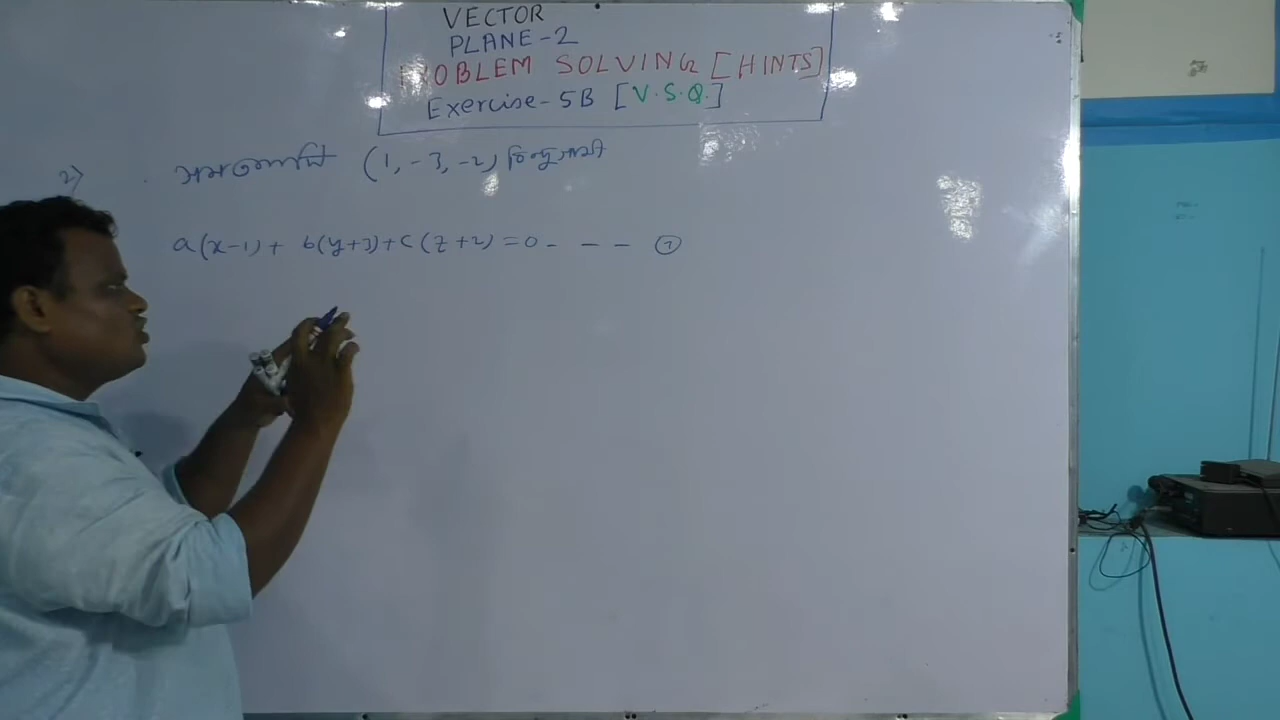 VECTOR
PLANE-2
PROBLEM SOLVING [HINTS]
Exercise-5B [V.S.Q.]
2) সমতলটি (1, -3, -2) বিন্দুগামী
a(x-1)+ b(y+3)+c(z+2)=0- - - ①